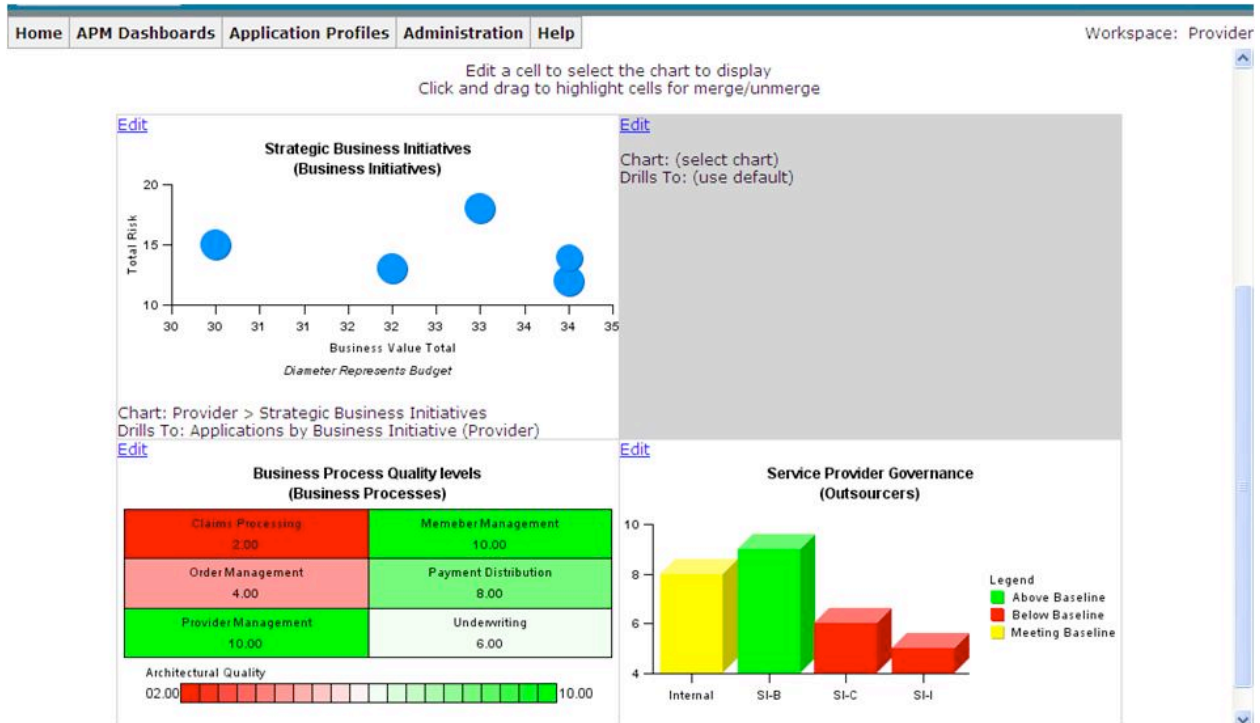 Home APM Dashboards Application Profiles Administration Help
Workspace: Provider
Edit a cell to select the chart to display
Click and drag to highlight cells for merge/unmerge
Edit
Strategic Business Initiatives
(Business Initiatives)
20
15
10
Total Risk
30 30 31 31 32 32 33 33 34 34 35
Business Value Total
Diameter Represents Budget
Chart: Provider > Strategic Business Initiatives
Drills To: Applications by Business Initiative (Provider)
Edit
Chart: (select chart)
Drills To: (use default)
Edit
Business Process Quality levels
(Business Processes)
Claims Processing
2.00
Memeber Management
10.00
Order Management
4.00
Payment Distribution
8.00
Provider Management
10.00
Underwriting
6.00
Architectural Quality
02.00 10.00
Edit
Service Provider Governance
(Outsourcers)
10
8
6
4
Internal SI-B SI-C SI-I
Legend
Above Baseline
Below Baseline
Meeting Baseline